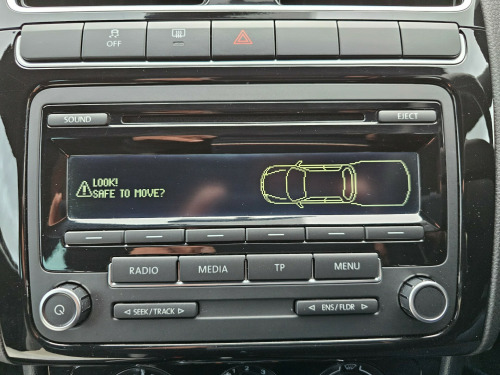 OFF
SOUND
EJECT
LOOK!
SAFE TO MOVE?
RADIO
MEDIA
TP
MENU
SEEK/TRACK
ENS/FLDR